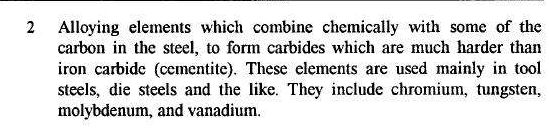 2 Alloying elements which combine chemically with some of the
carbon in the steel, to form carbides which are much harder than
iron carbide (cementite). These elements are used mainly in tool
steels, die steels and the like. They include chromium, tungsten,
molybdenum, and vanadium.